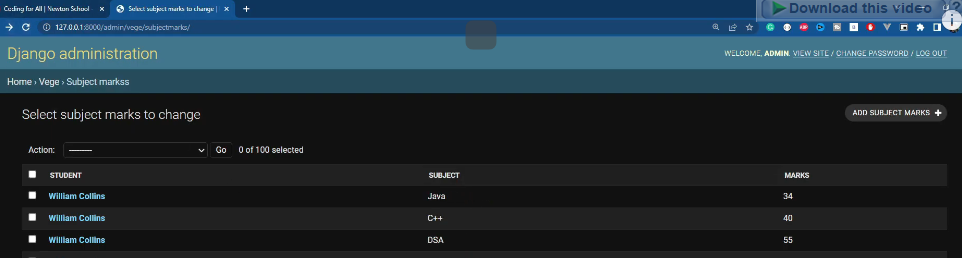 Coding for All | Newton School -
Select subject marks to change |
Download this video
127.0.0.1:8000/admin/vege/subjectmarks/
Django administration
WELCOME, ADMIN. VIEW SITE / CHANGE PASSWORD / LOG OUT
Home › Vege › Subject markss
Select subject marks to change
ADD SUBJECT MARKS +
Action: --------- Go 0 of 100 selected
STUDENT SUBJECT MARKS
William Collins Java 34
William Collins C++ 40
William Collins DSA 55